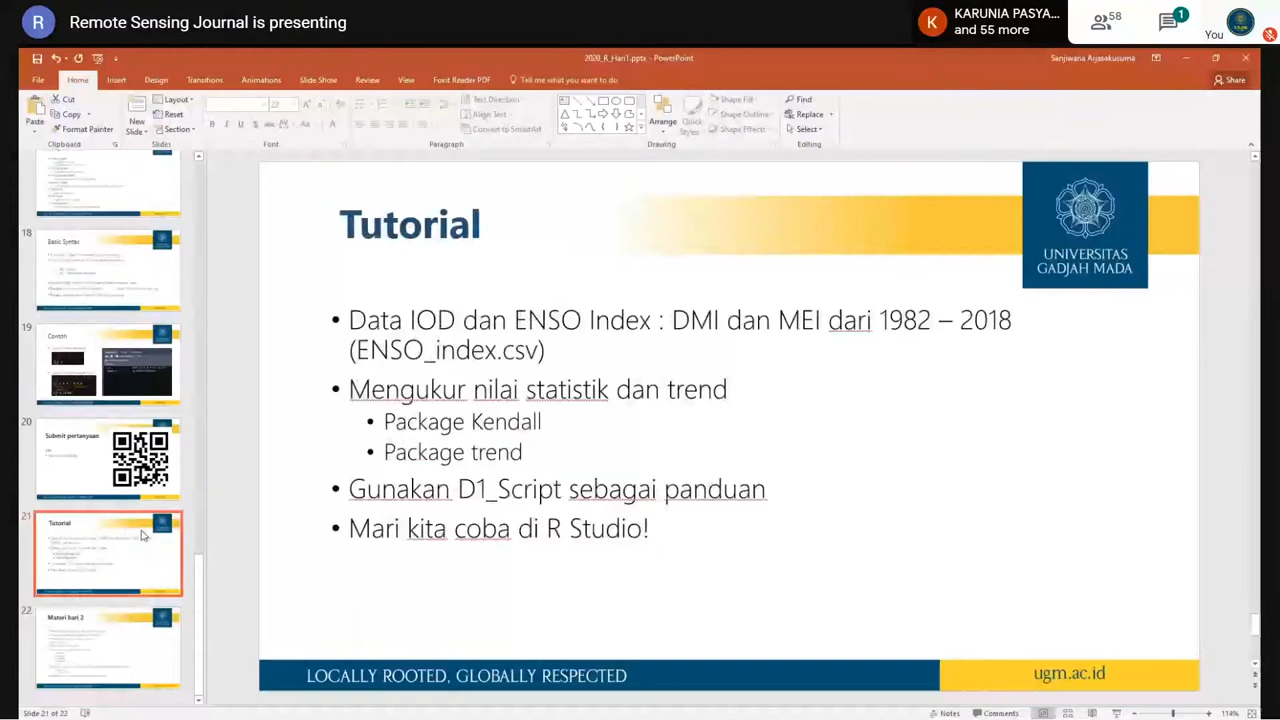 R Remote Sensing Journal is presenting
K KARUNIA PASYA... and 55 more
58
1
You
2020_R_Hari1.pptx - PowerPoint
Sanjiwana Arjasakusuma
File Home Insert Design Transitions Animations Slide Show Review View Foxit Reader PDF Tell me what you want to do... Share
Paste
Cut
Copy
Format Painter
Clipboard
New Slide
Layout
Reset
Section
Slides
Font
Text Direction
Align Text
Convert to SmartArt
Paragraph
Arrange
Quick Styles
Shape Fill
Shape Outline
Shape Effects
Drawing
Find
Replace
Select
Editing
18
Basic Syntac
19
Contoh
20
Submit pertanyaan
21
Tutorial
22
Materi hari 2
Tutorial
UNIVERSITAS
GADJAH MADA
• Data IOD dan ENSO Index : DMI dan MEI dari 1982 – 2018
(ENSO_index.csv)
• Mengukur nilai statistik dan trend
• Package Kendall
• Package trend
• Gunakan D1_Script sebagai panduan
• Mari kita coba di R Studio!
LOCALLY ROOTED, GLOBALLY RESPECTED
ugm.ac.id
Slide 21 of 22
Notes
Comments
114%